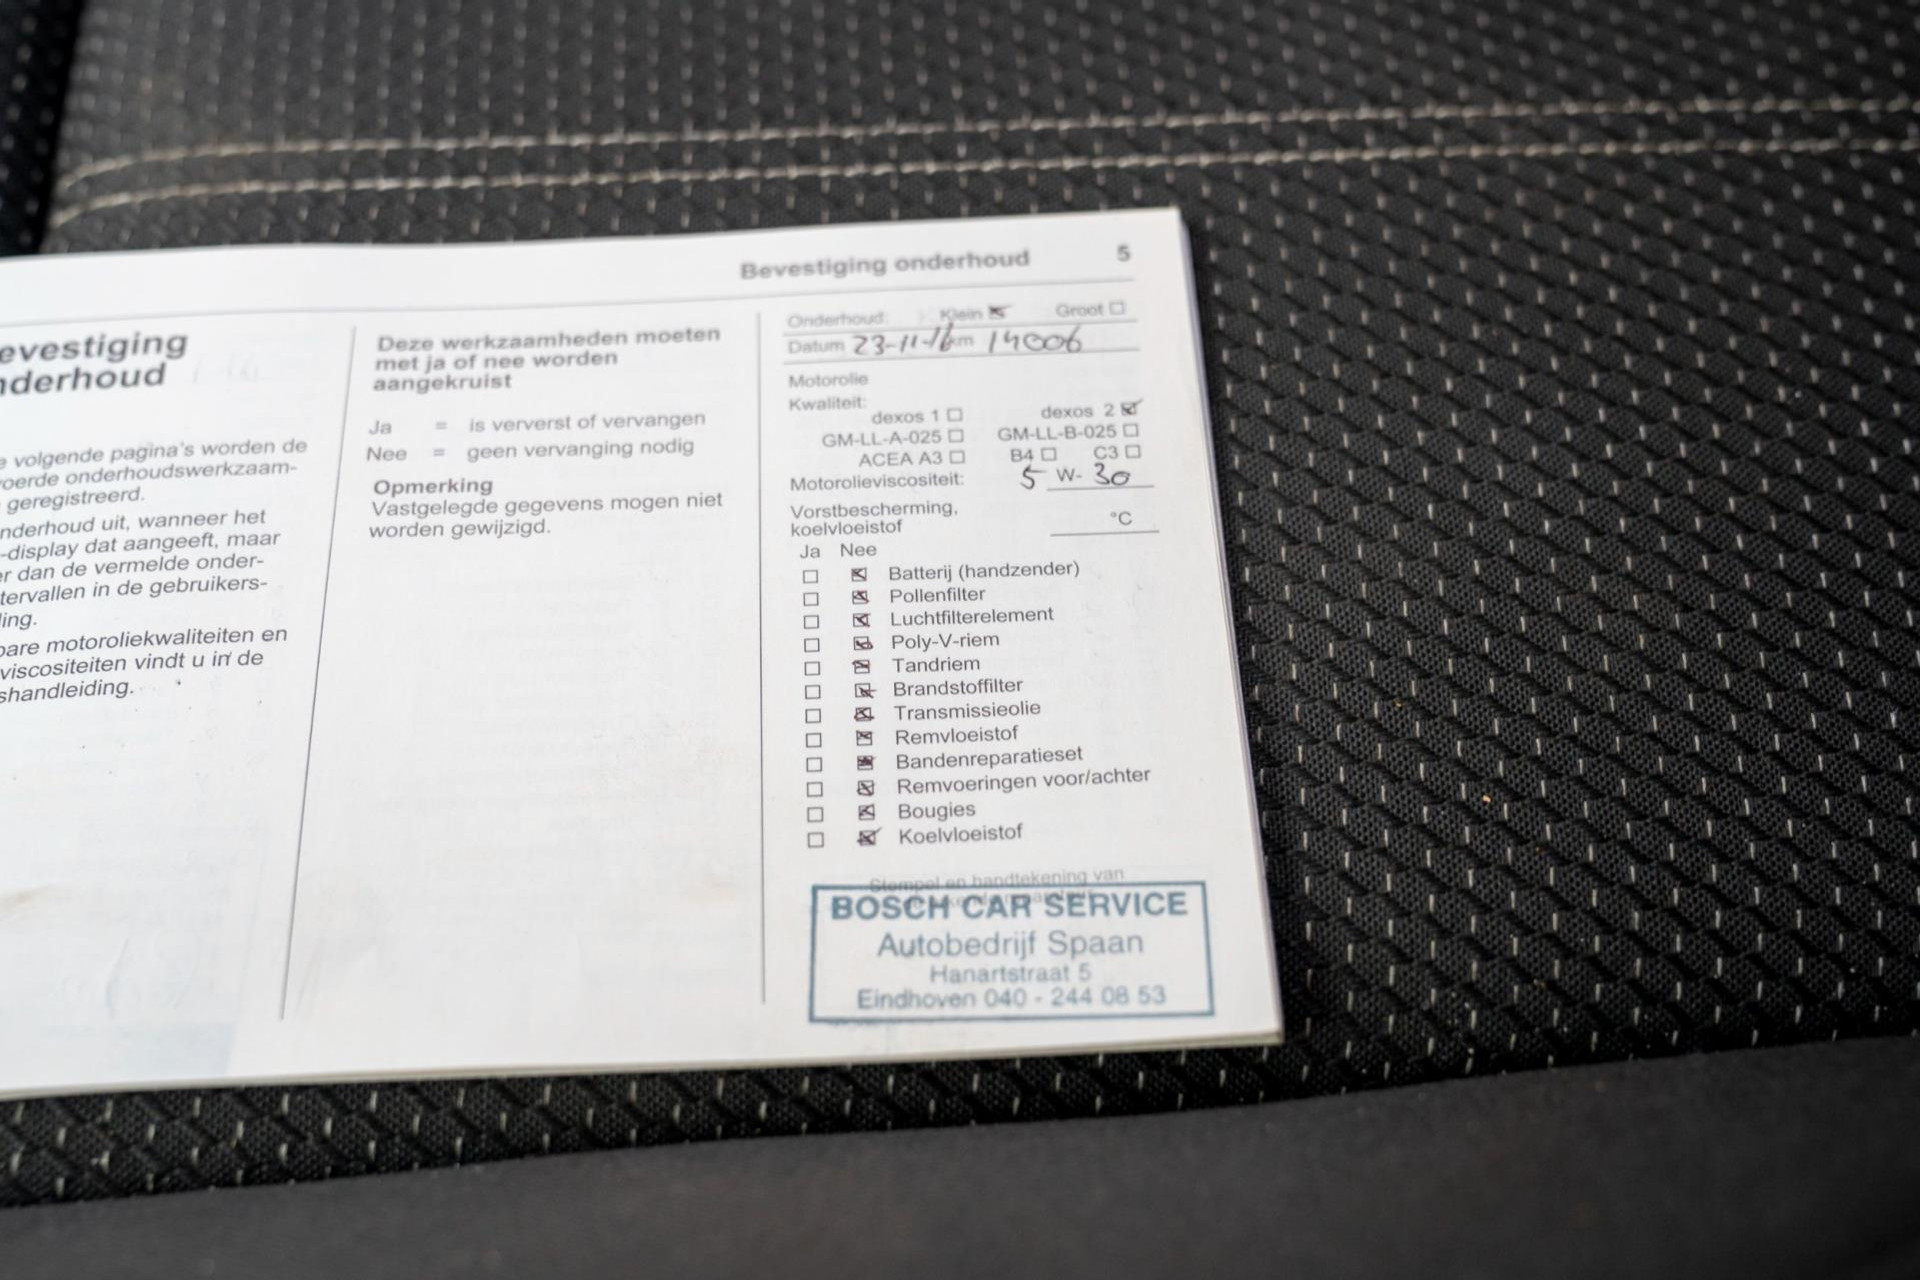 Bevestiging onderhoud 5
evestiging
nderhoud
e volgende pagina's worden de
voerde onderhoudswerkzaam-
geregistreerd.
nderhoud uit, wanneer het
-display dat aangeeft, maar
er dan de vermelde onder-
tervallen in de gebruikers-
ding.
bare motoroliekwaliteiten en
viscositeiten vindt u in de
shandleiding.
Deze werkzaamheden moeten
met ja of nee worden
aangekruist
Ja = is ververst of vervangen
Nee = geen vervanging nodig
Opmerking
Vastgelegde gegevens mogen niet
worden gewijzigd.
Onderhoud: Klein Groot
Datum 23-11-16 km 14006
Motorolie
Kwaliteit:
dexos 1 dexos 2
GM-LL-A-025 GM-LL-B-025
ACEA A3 B4 C3
Motorolieviscositeit: 5 W- 30
Vorstbescherming,
koelvloeistof °C
Ja Nee
Batterij (handzender)
Pollenfilter
Luchtfilterelement
Poly-V-riem
Tandriem
Brandstoffilter
Transmissieolie
Remvloeistof
Bandenreparatieset
Remvoeringen voor/achter
Bougies
Koelvloeistof
Stempel en handtekening van
BOSCH CAR SERVICE
Autobedrijf Spaan
Hanartstraat 5
Eindhoven 040 - 244 08 53